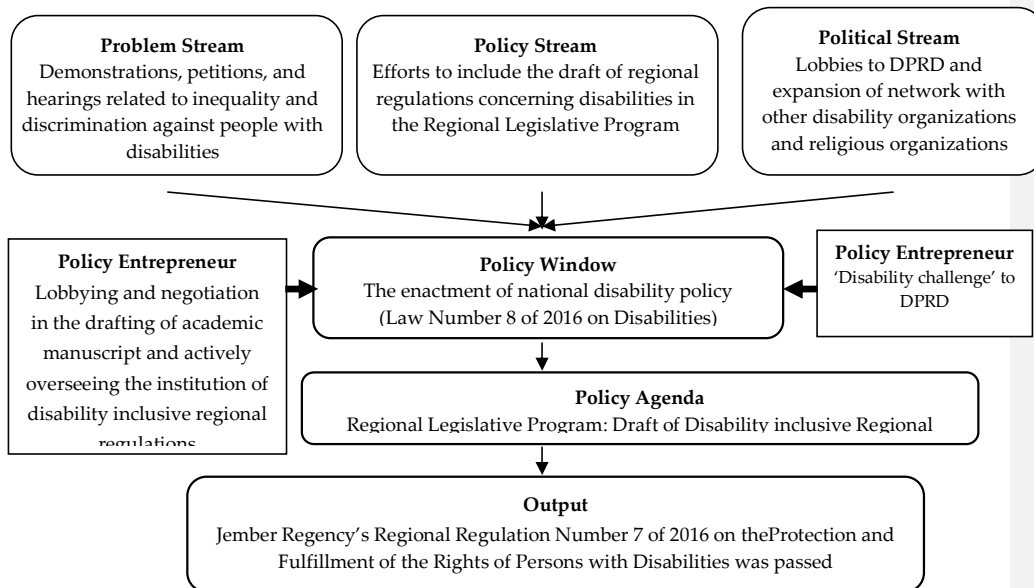 Problem Stream
Demonstrations, petitions, and
hearings related to inequality and
discrimination against people with
disabilities
Policy Stream
Efforts to include the draft of regional
regulations concerning disabilities in
the Regional Legislative Program
Political Stream
Lobbies to DPRD and
expansion of network with
other disability organizations
and religious organizations
Policy Entrepreneur
Lobbying and negotiation
in the drafting of academic
manuscript and actively
overseeing the institution of
disability inclusive regional
regulations
Policy Window
The enactment of national disability policy
(Law Number 8 of 2016 on Disabilities)
Policy Entrepreneur
‘Disability challenge’ to
DPRD
Policy Agenda
Regional Legislative Program: Draft of Disability inclusive Regional
Output
Jember Regency’s Regional Regulation Number 7 of 2016 on theProtection and
Fulfillment of the Rights of Persons with Disabilities was passed